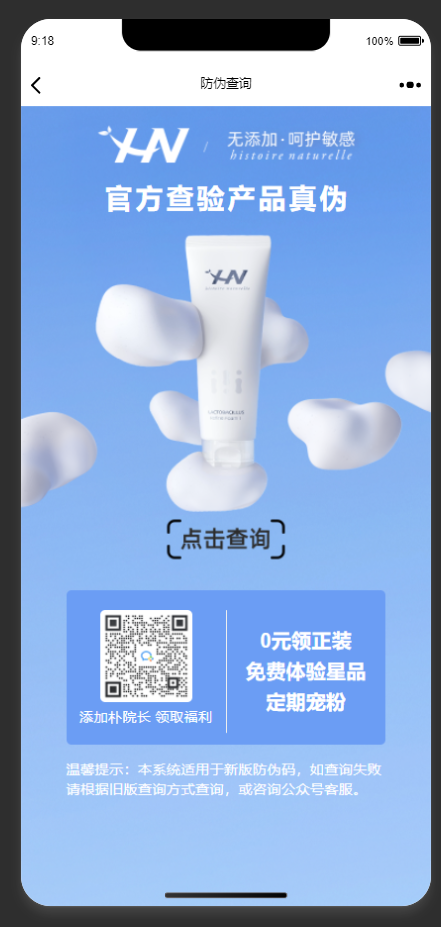 9:18
100%
防伪查询
XHN / 无添加·呵护敏感
histoire naturelle
官方查验产品真伪
XHN
点击查询
0元领正装
免费体验星品
定期宠粉
添加朴院长 领取福利
温馨提示：本系统适用于新版防伪码，如查询失败
请根据旧版查询方式查询，或咨询公众号客服。